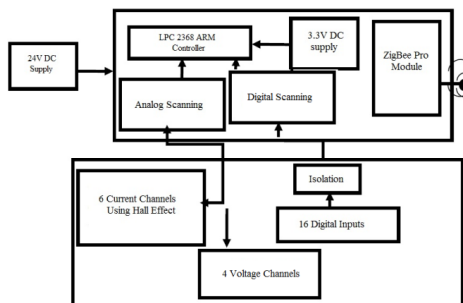 LPC 2368 ARM
Controller
3.3V DC
supply
ZigBee Pro
Module
24V DC
Supply
Analog Scanning
Digital Scanning
6 Current Channels
Using Hall Effect
Isolation
16 Digital Inputs
4 Voltage Channels